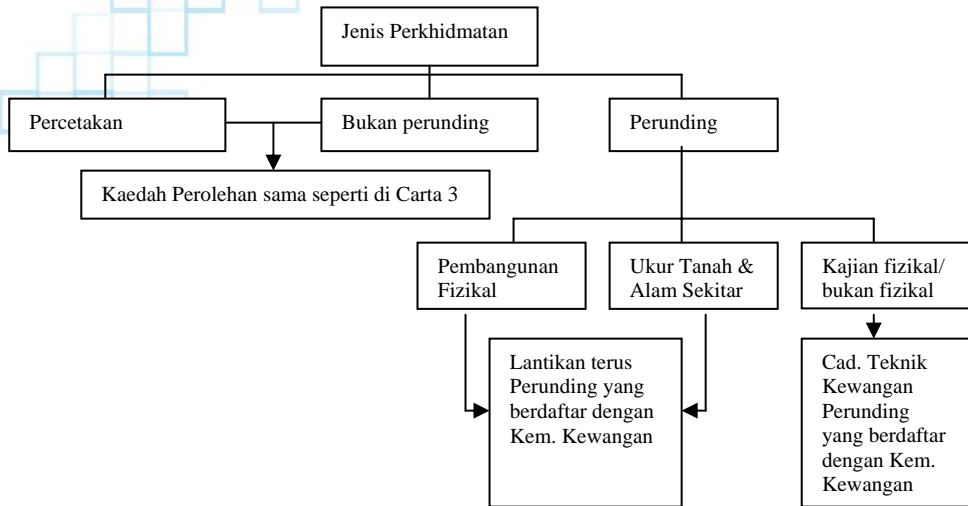 Jenis Perkhidmatan
Percetakan
Bukan perunding
Perunding
Kaedah Perolehan sama seperti di Carta 3
Pembangunan
Fizikal
Ukur Tanah &
Alam Sekitar
Kajian fizikal/
bukan fizikal
Lantikan terus
Perunding yang
berdaftar dengan
Kem. Kewangan
Cad. Teknik
Kewangan
Perunding
yang berdaftar
dengan Kem.
Kewangan